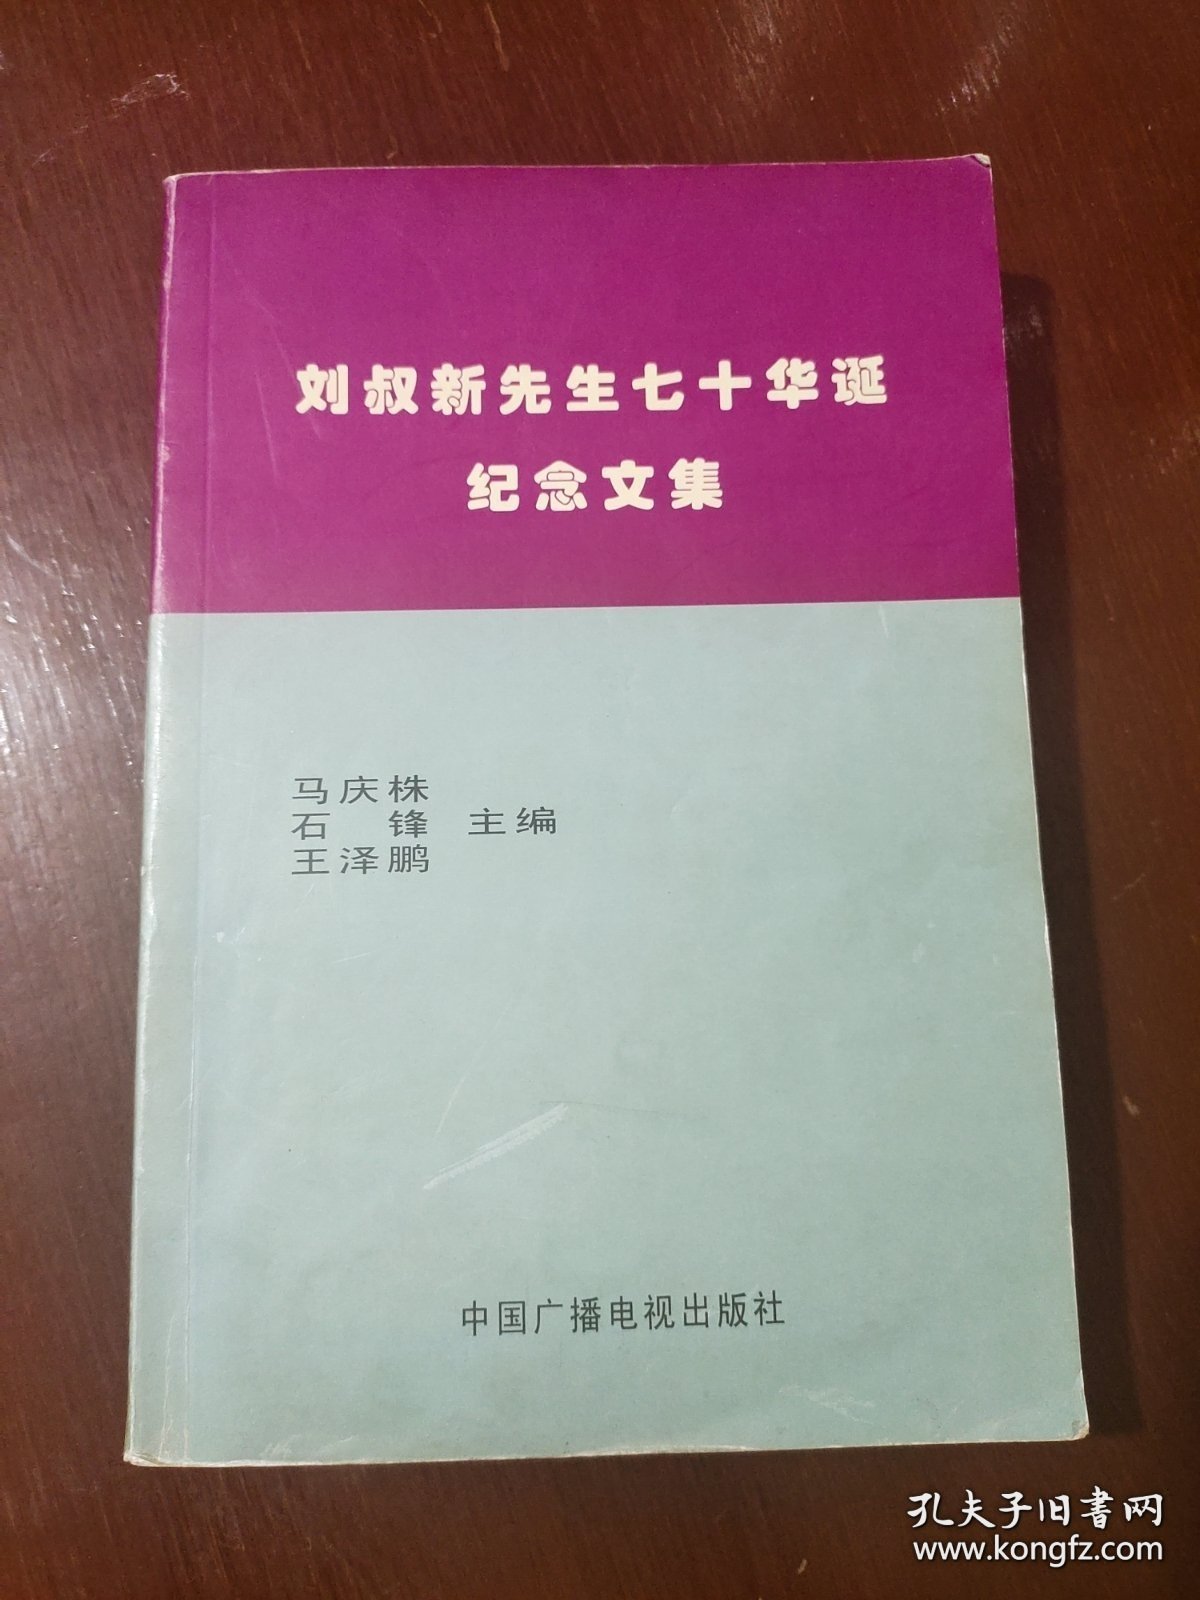 刘叔新先生七十华诞
纪念文集
马庆株
石 锋 主编
王泽鹏
中国广播电视出版社
孔夫子旧书网
www.kongfz.com